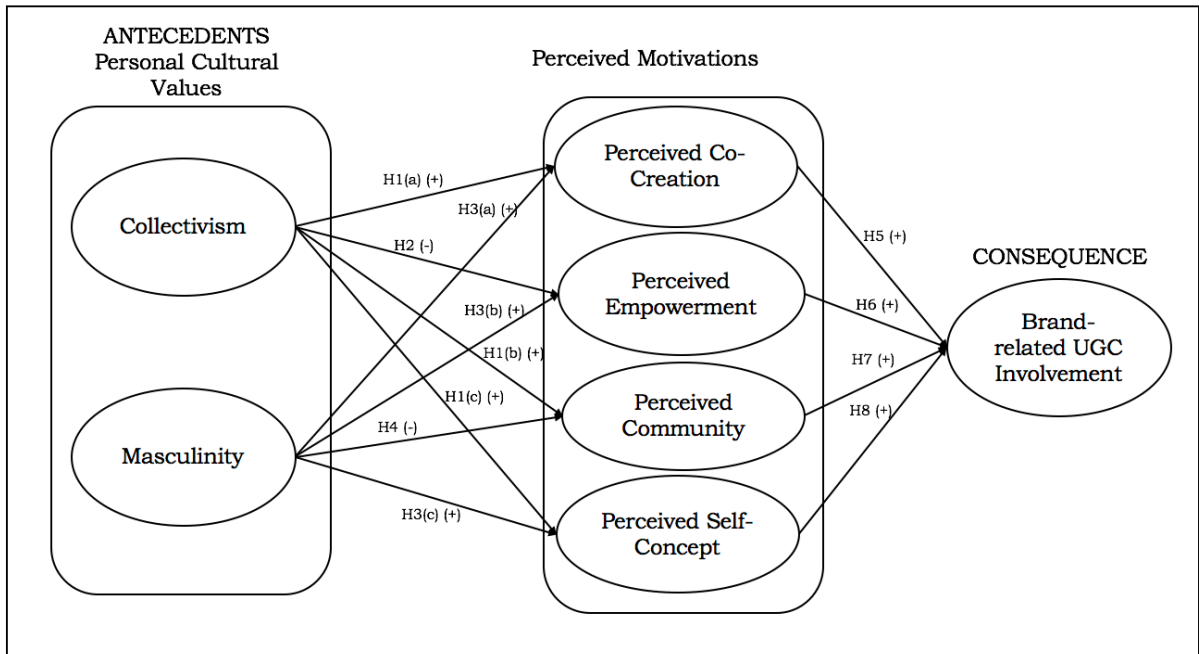 ANTECEDENTS
Personal Cultural
Values
Collectivism
Masculinity
H1(a) (+)
H3(a) (+)
H2 (-)
H3(b) (+)
H1(b) (+)
H1(c) (+)
H4 (-)
H3(c) (+)
Perceived Motivations
Perceived Co-
Creation
Perceived
Empowerment
Perceived
Community
Perceived Self-
Concept
H5 (+)
H6 (+)
H7 (+)
H8 (+)
CONSEQUENCE
Brand-
related UGC
Involvement